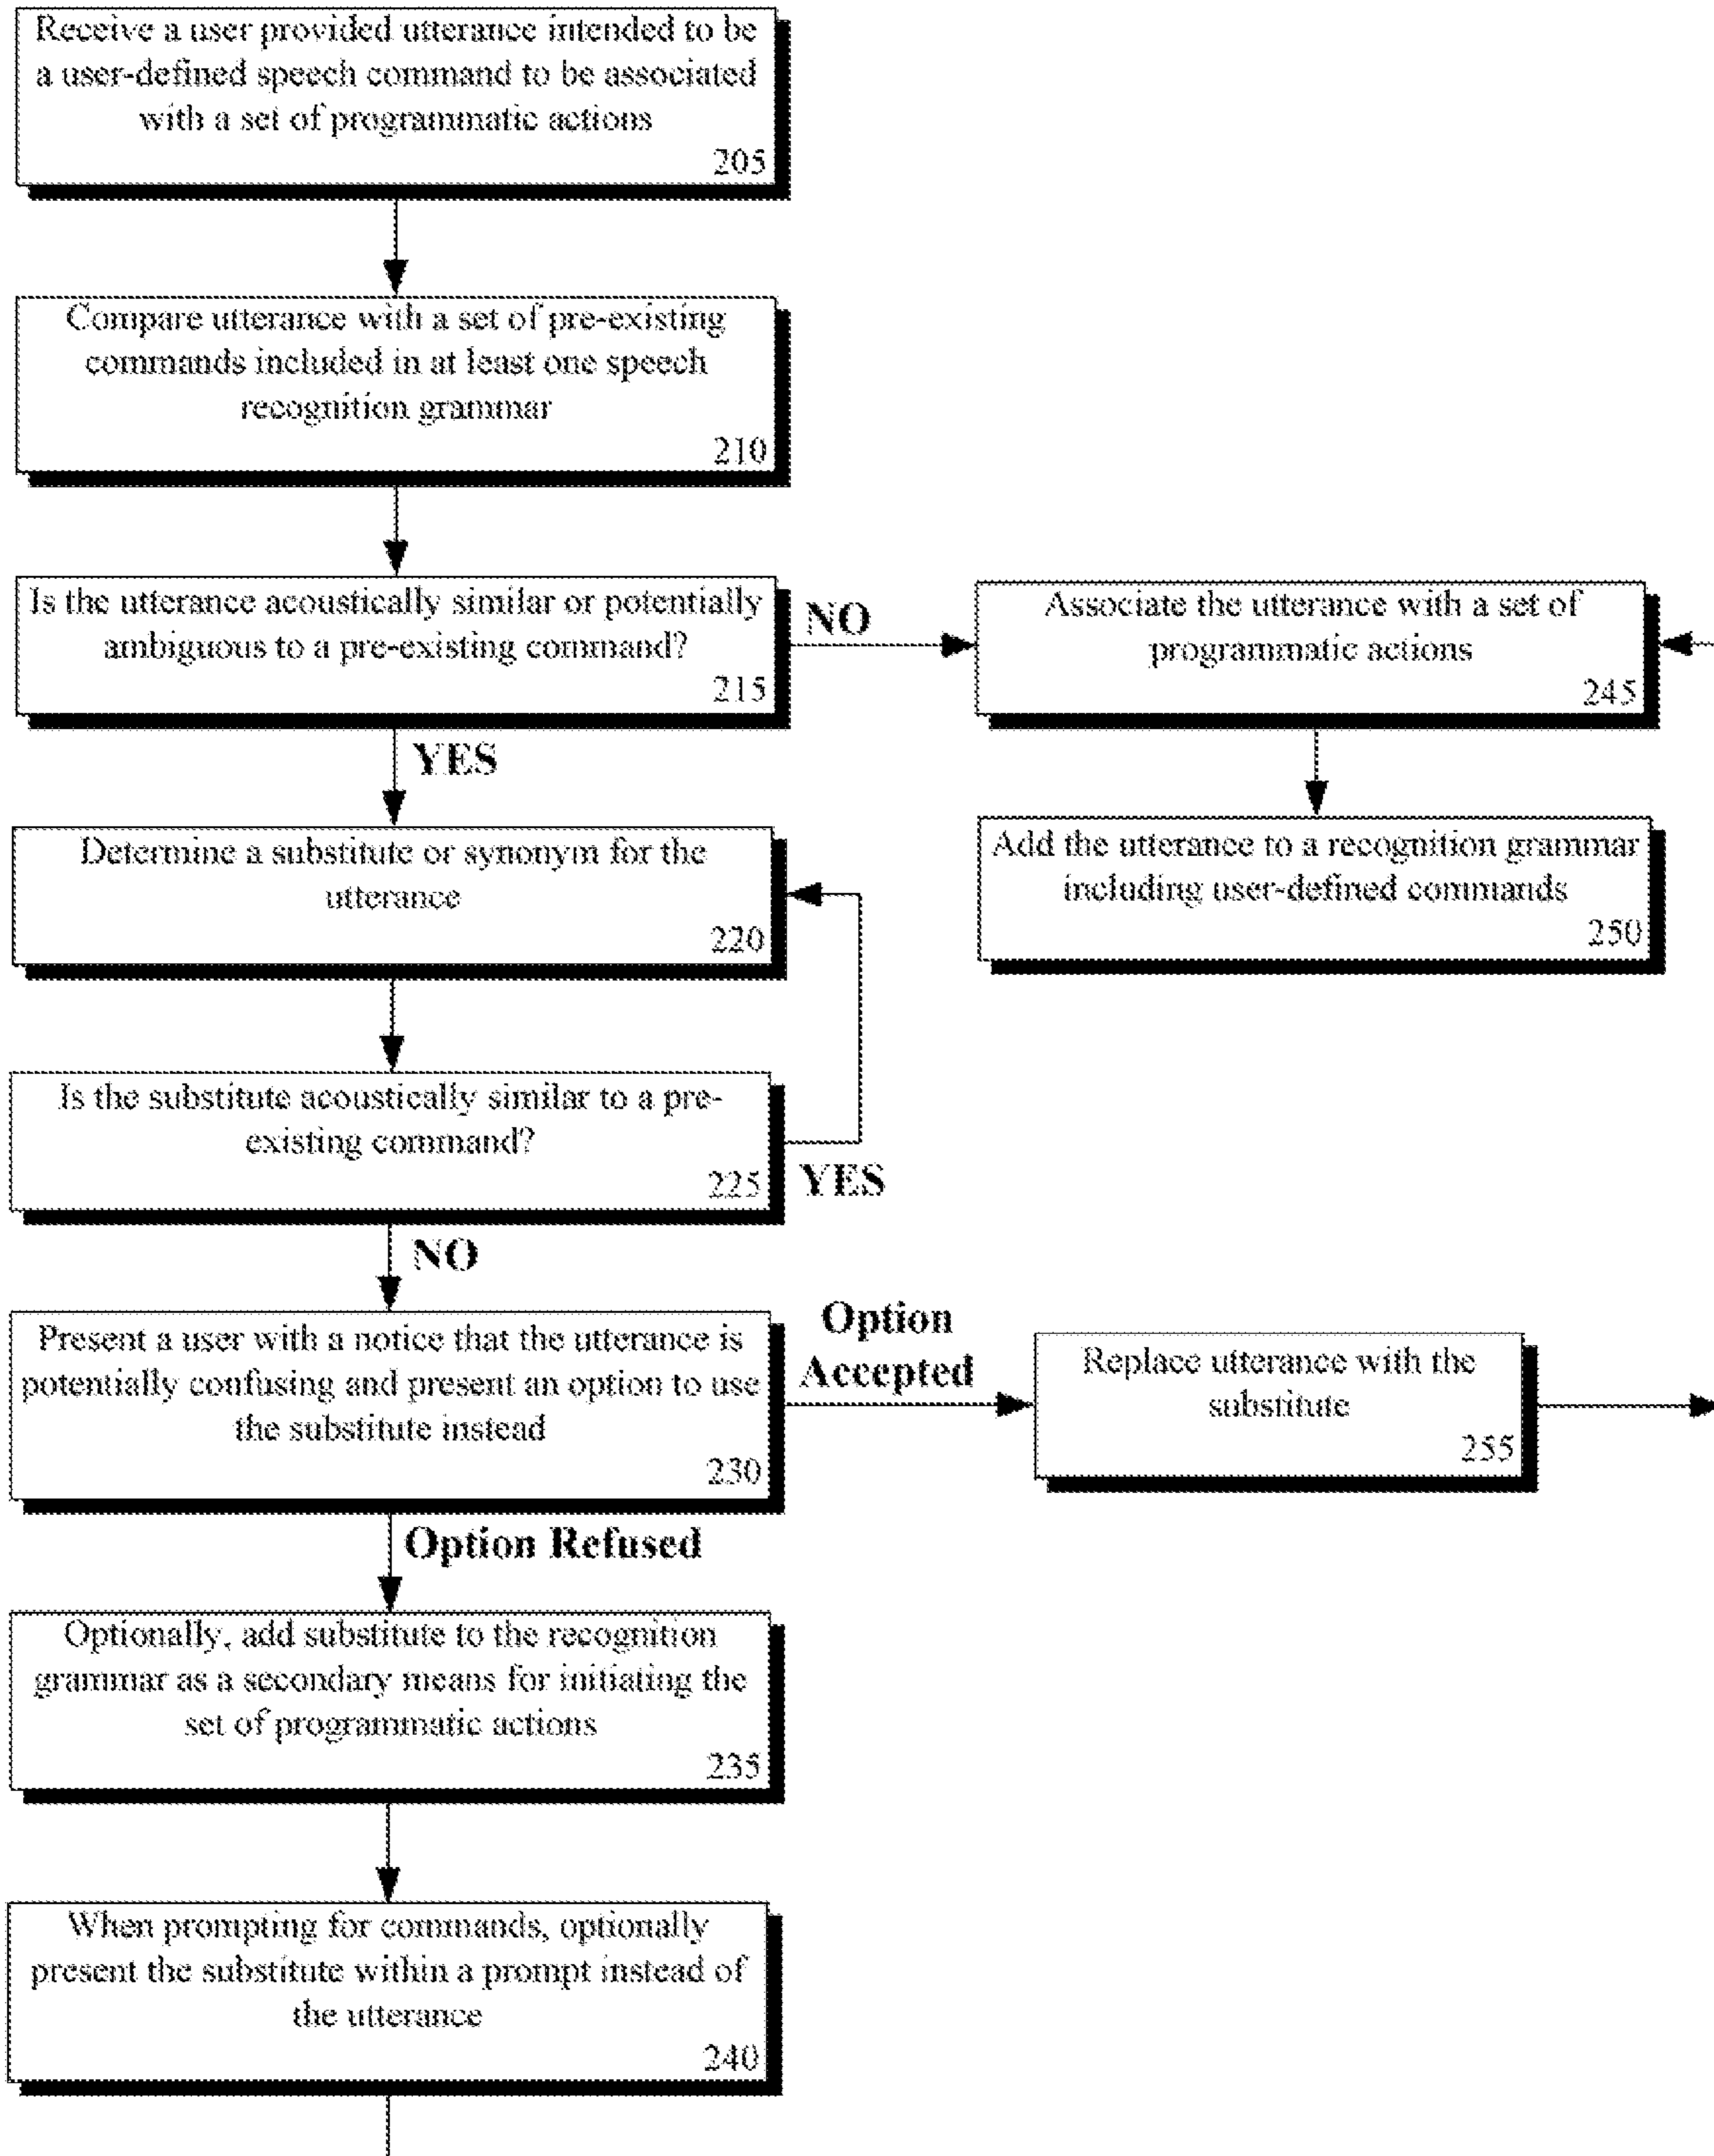 Receive a user provided utterance intended to be
a user-defined speech command to be associated
with a set of programmatic actions
205
Compare utterance with a set of pre-existing
commands included in at least one speech
recognition grammar
210
Is the utterance acoustically similar or potentially
ambiguous to a pre-existing command?
215
NO
Associate the utterance with a set of
programmatic actions
245
YES
Determine a substitute or synonym for the
utterance
220
Add the utterance to a recognition grammar
including user-defined commands
250
Is the substitute acoustically similar to a pre-
existing command?
225
YES
NO
Present a user with a notice that the utterance is
potentially confusing and present an option to use
the substitute instead
230
Option
Accepted
Replace utterance with the
substitute
255
Option Refused
Optionally, add substitute to the recognition
grammar as a secondary means for initiating the
set of programmatic actions
235
When prompting for commands, optionally
present the substitute within a prompt instead of
the utterance
240